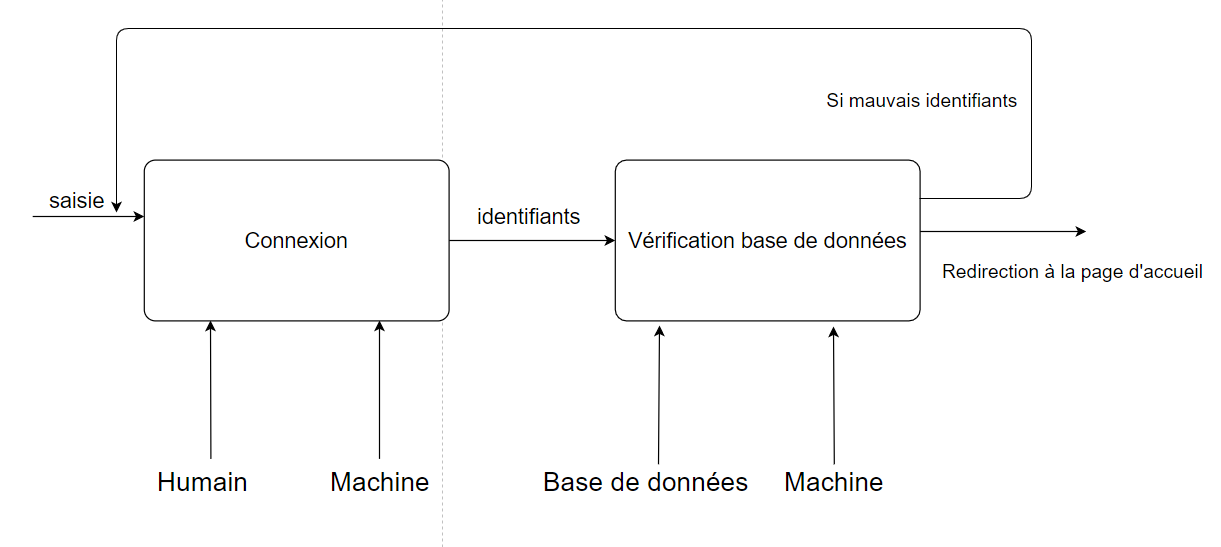 Si mauvais identifiants
saisie
identifiants
Connexion
Vérification base de données
Redirection à la page d'accueil
Humain
Machine
Base de données
Machine